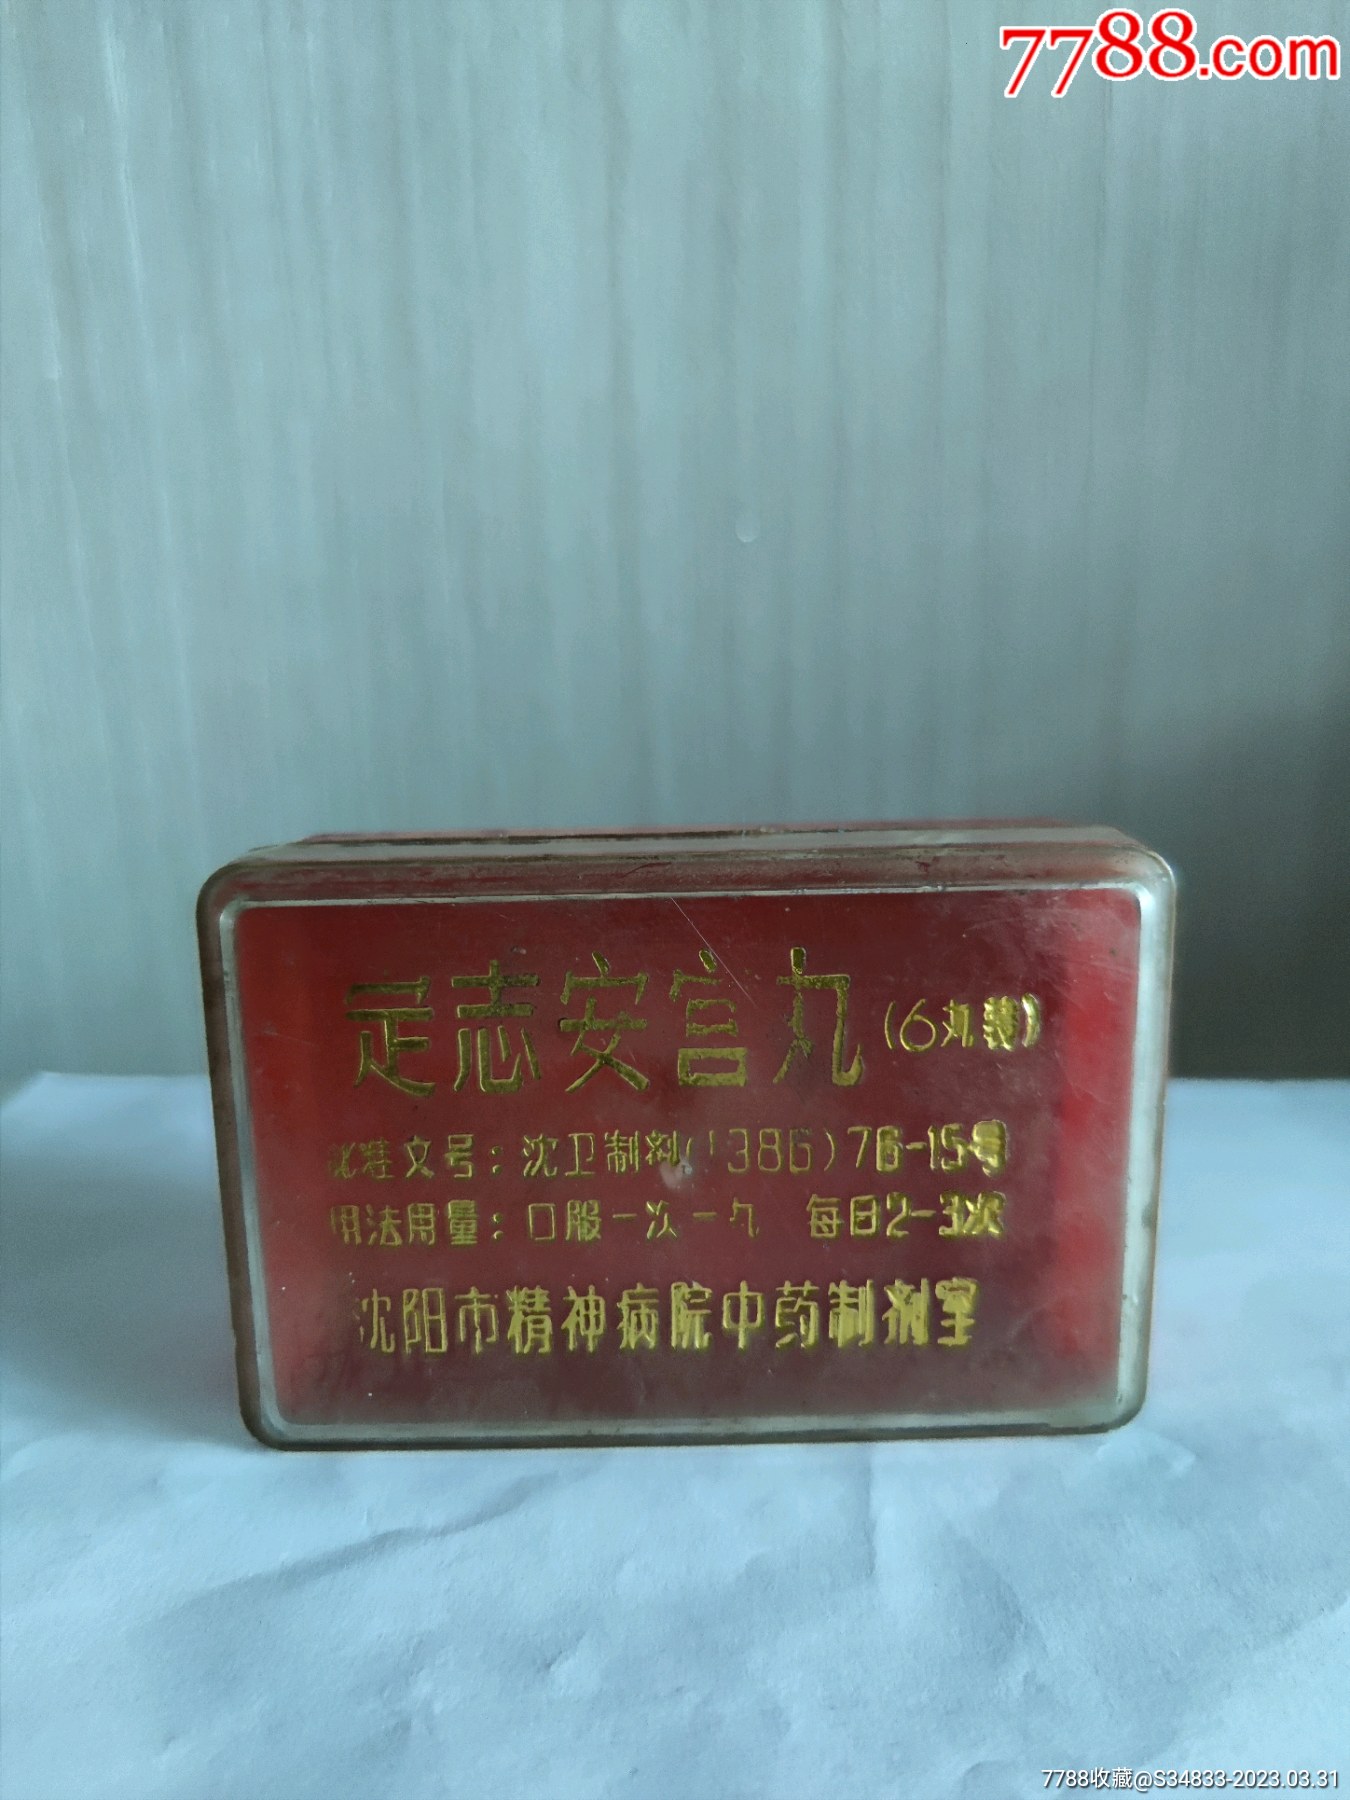 7788.com
定志安宫丸(6丸装)
批准文号:沈卫制剂(1386)76-15号
用法用量:口服一次一丸 每日2-3次
沈阳市精神病院中药制剂室
7788收藏@S34833-2023.03.31